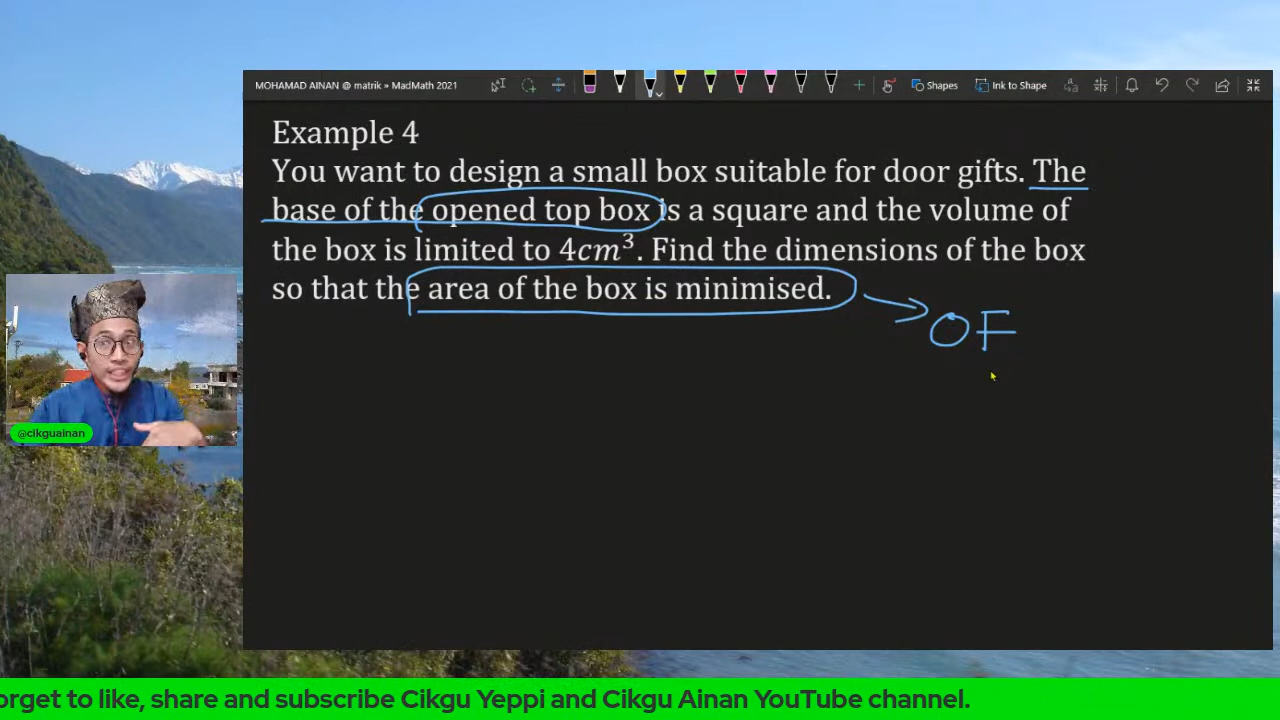 MOHAMAD AINAN @ matrik » MadMath 2021
Shapes
Ink to Shape
Example 4
You want to design a small box suitable for door gifts. The
base of the opened top box is a square and the volume of
the box is limited to 4cm³. Find the dimensions of the box
so that the area of the box is minimised.
OF
@cikguainan
orget to like, share and subscribe Cikgu Yeppi and Cikgu Ainan YouTube channel.